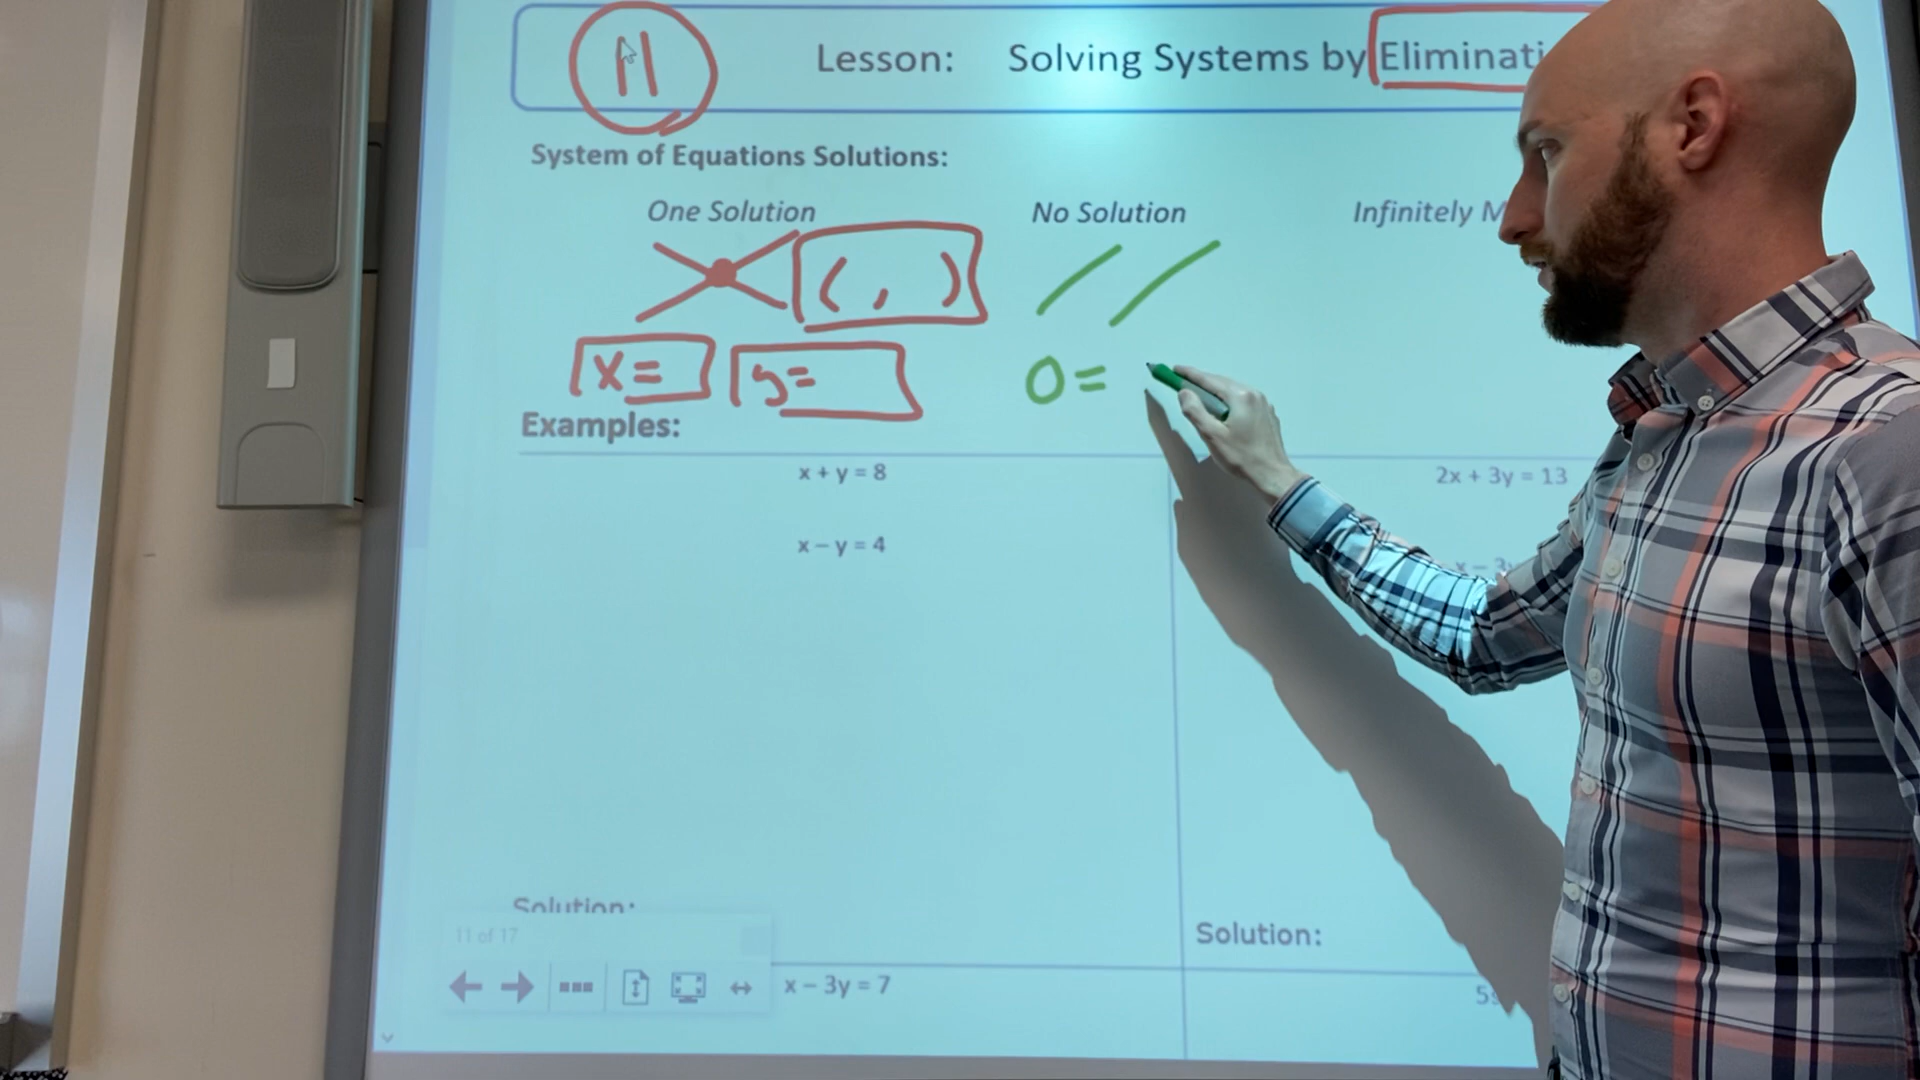 11
Lesson: Solving Systems by
System of Equations Solutions:
One Solution No Solution Infinitely
( , )
x= y= 0=
Examples:
x + y = 8 2x + 3y = 13
x – y = 4
Solution:
Solution:
11 of 17
x – 3y = 7